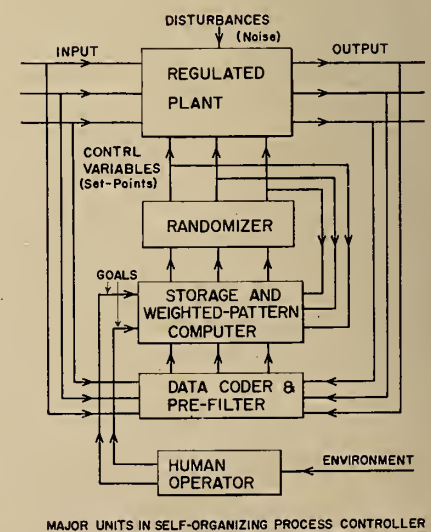 DISTURBANCES
(Noise)
INPUT
OUTPUT
REGULATED
PLANT
CONTRL
VARIABLES
(Set-Points)
RANDOMIZER
GOALS
STORAGE AND
WEIGHTED-PATTERN
COMPUTER
DATA CODER &
PRE-FILTER
HUMAN
OPERATOR
ENVIRONMENT
MAJOR UNITS IN SELF-ORGANIZING PROCESS CONTROLLER